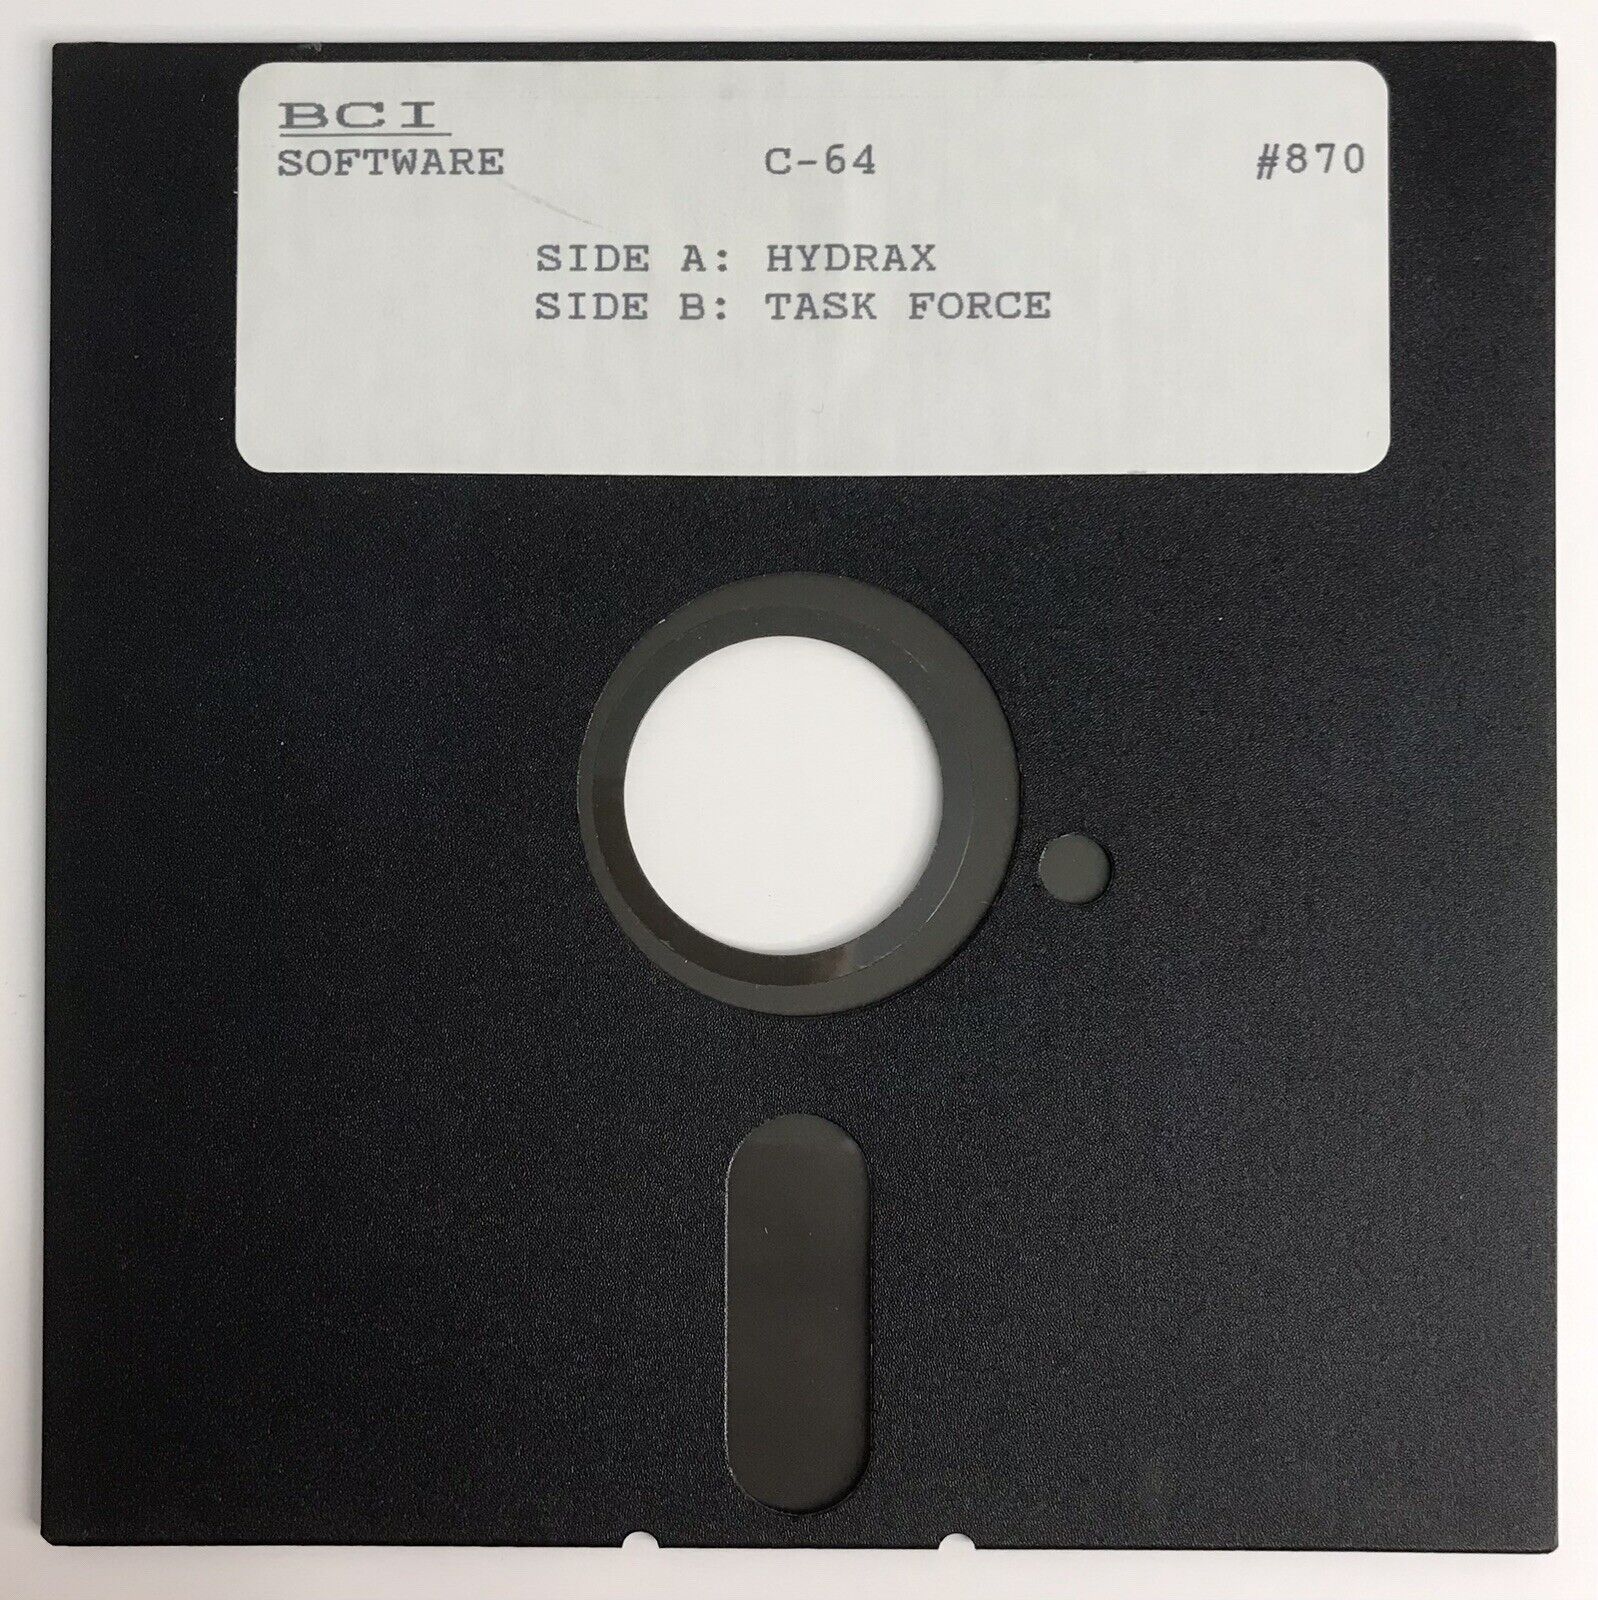 BCI
SOFTWARE C-64 #870
SIDE A: HYDRAX
SIDE B: TASK FORCE